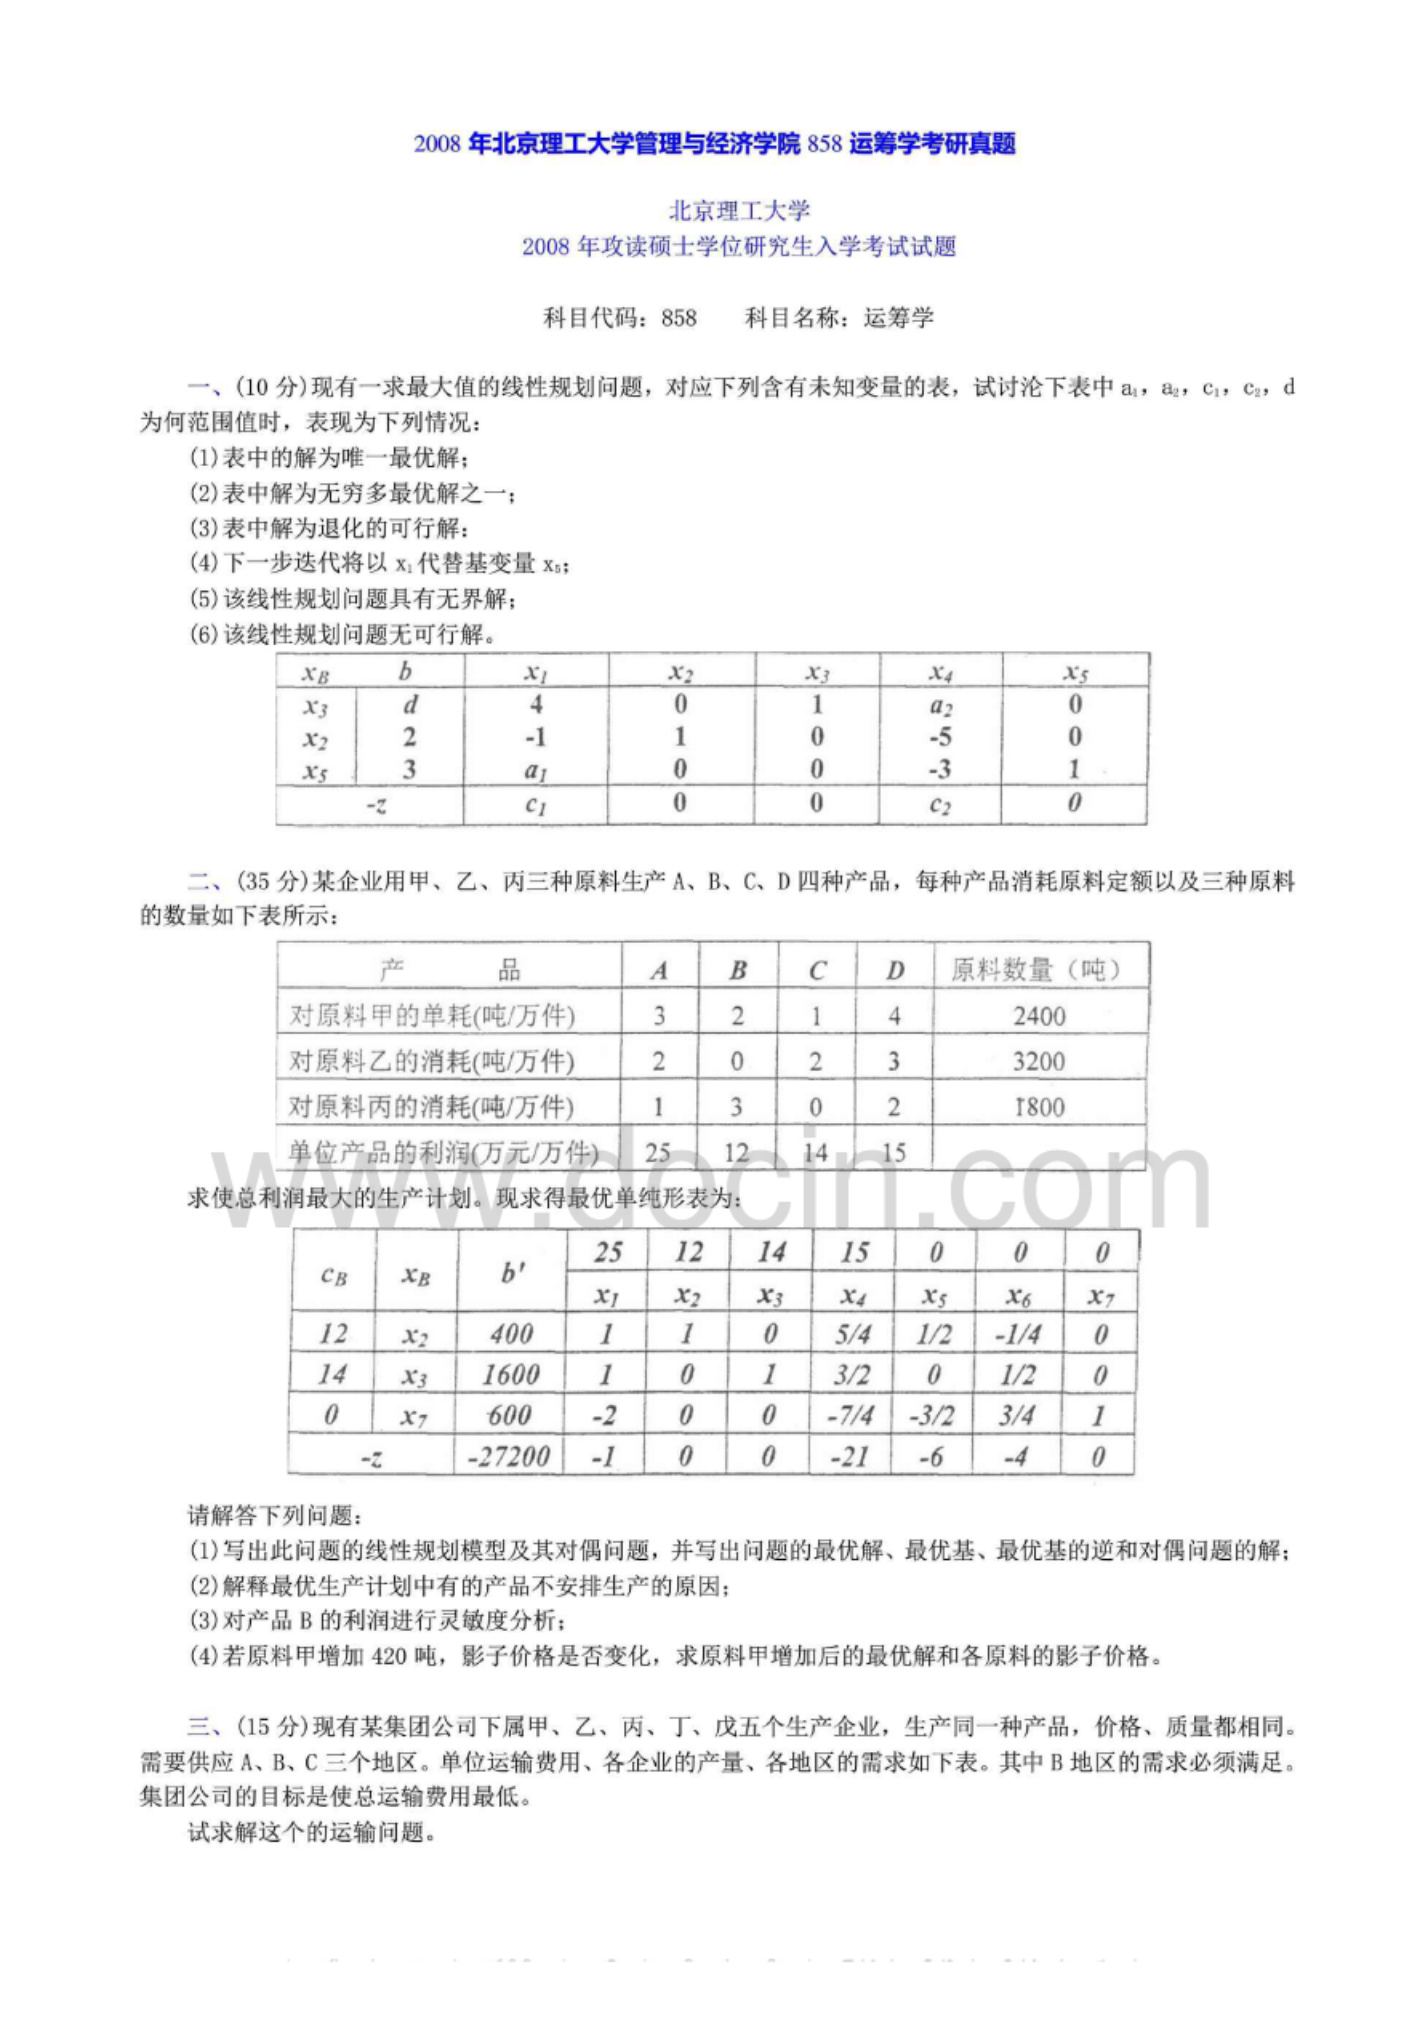 2008 年北京理工大学管理与经济学院 858 运筹学考研真题
北京理工大学
2008 年攻读硕士学位研究生入学考试试题
科目代码：858 科目名称：运筹学
一、(10 分)现有一求最大值的线性规划问题，对应下列含有未知变量的表，试讨沦下表中 a₁，a₂，c₁，c₂，d
为何范围值时，表现为下列情况：
(1)表中的解为唯一最优解；
(2)表中解为无穷多最优解之一；
(3)表中解为退化的可行解：
(4)下一步迭代将以 x₁代替基变量 x₅；
(5)该线性规划问题具有无界解；
(6)该线性规划问题无可行解。
x_B b x₁ x₂ x₃ x₄ x₅
x₃ d 4 0 1 a₂ 0
x₂ 2 -1 1 0 -5 0
x₅ 3 a₁ 0 0 -3 1
-z c₁ 0 0 c₂ 0
二、(35 分)某企业用甲、乙、丙三种原料生产 A、B、C、D 四种产品，每种产品消耗原料定额以及三种原料
的数量如下表所示：
产 品 A B C D 原料数量（吨）
对原料甲的单耗(吨/万件) 3 2 1 4 2400
对原料乙的消耗(吨/万件) 2 0 2 3 3200
对原料丙的消耗(吨/万件) 1 3 0 2 1800
单位产品的利润(万元/万件) 25 12 14 15
www.docin.com
求使总利润最大的生产计划。现求得最优单纯形表为：
c_B x_B b' 25 12 14 15 0 0 0
x₁ x₂ x₃ x₄ x₅ x₆ x₇
12 x₂ 400 1 1 0 5/4 1/2 -1/4 0
14 x₃ 1600 1 0 1 3/2 0 1/2 0
0 x₇ 600 -2 0 0 -7/4 -3/2 3/4 1
-z -27200 -1 0 0 -21 -6 -4 0
请解答下列问题：
(1)写出此问题的线性规划模型及其对偶问题，并写出问题的最优解、最优基、最优基的逆和对偶问题的解；
(2)解释最优生产计划中有的产品不安排生产的原因；
(3)对产品 B 的利润进行灵敏度分析；
(4)若原料甲增加 420 吨，影子价格是否变化，求原料甲增加后的最优解和各原料的影子价格。
三、(15 分)现有某集团公司下属甲、乙、丙、丁、戊五个生产企业，生产同一种产品，价格、质量都相同。
需要供应 A、B、C 三个地区。单位运输费用、各企业的产量、各地区的需求如下表。其中 B 地区的需求必须满足。
集团公司的目标是使总运输费用最低。
试求解这个的运输问题。